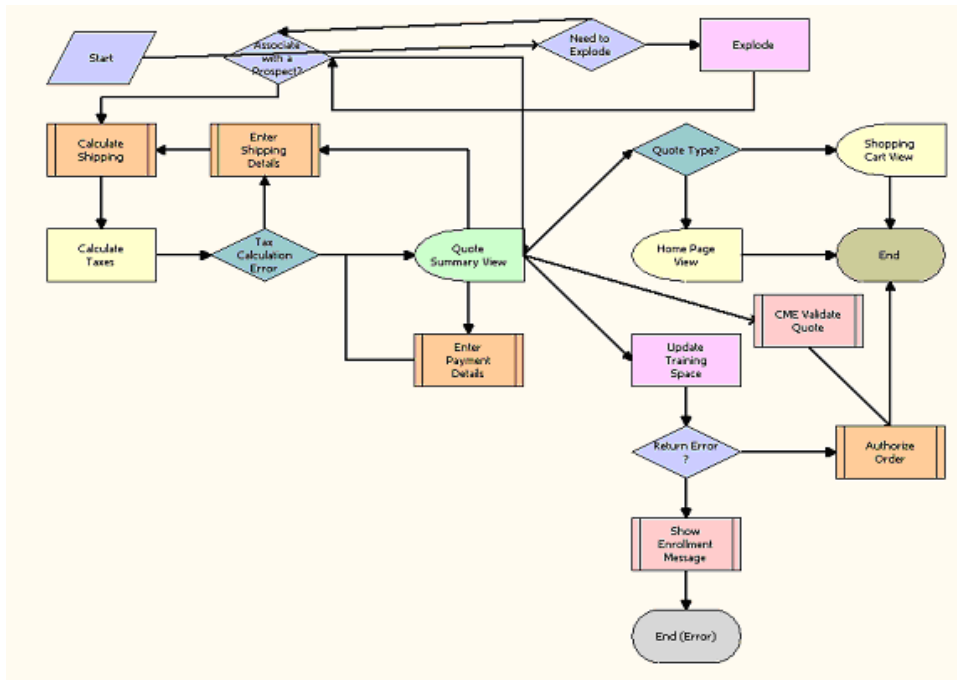 Start
Associate
with a
Prospect?
Need to
Explode
Explode
Calculate
Shipping
Enter
Shipping
Details
Quote Type?
Shopping
Cart View
Calculate
Taxes
Tax
Calculation
Error
Quote
Summary View
Home Page
View
End
CME Validate
Quote
Enter
Payment
Details
Update
Training
Space
Return Error
?
Authorize
Order
Show
Enrollment
Message
End (Error)